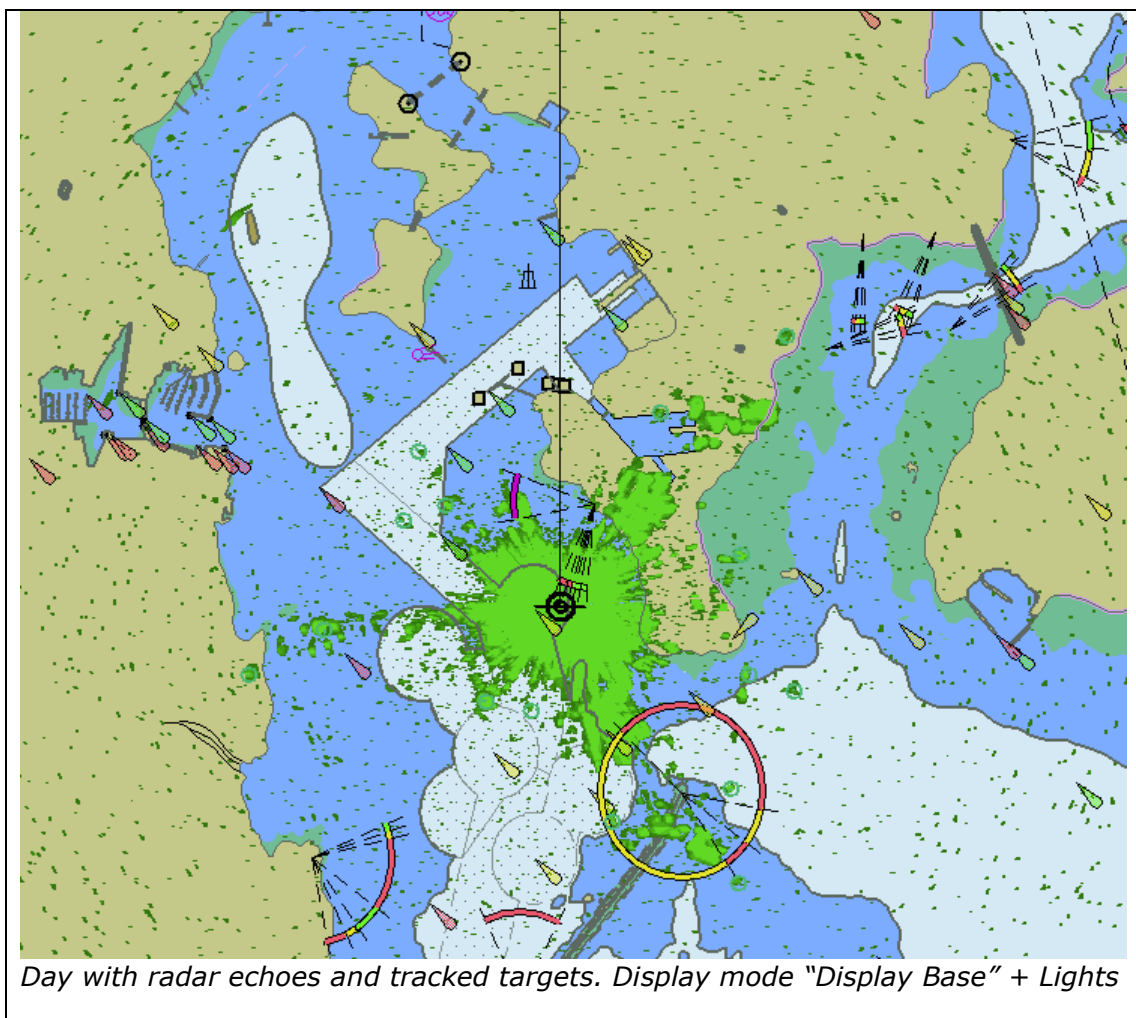 Day with radar echoes and tracked targets. Display mode “Display Base” + Lights